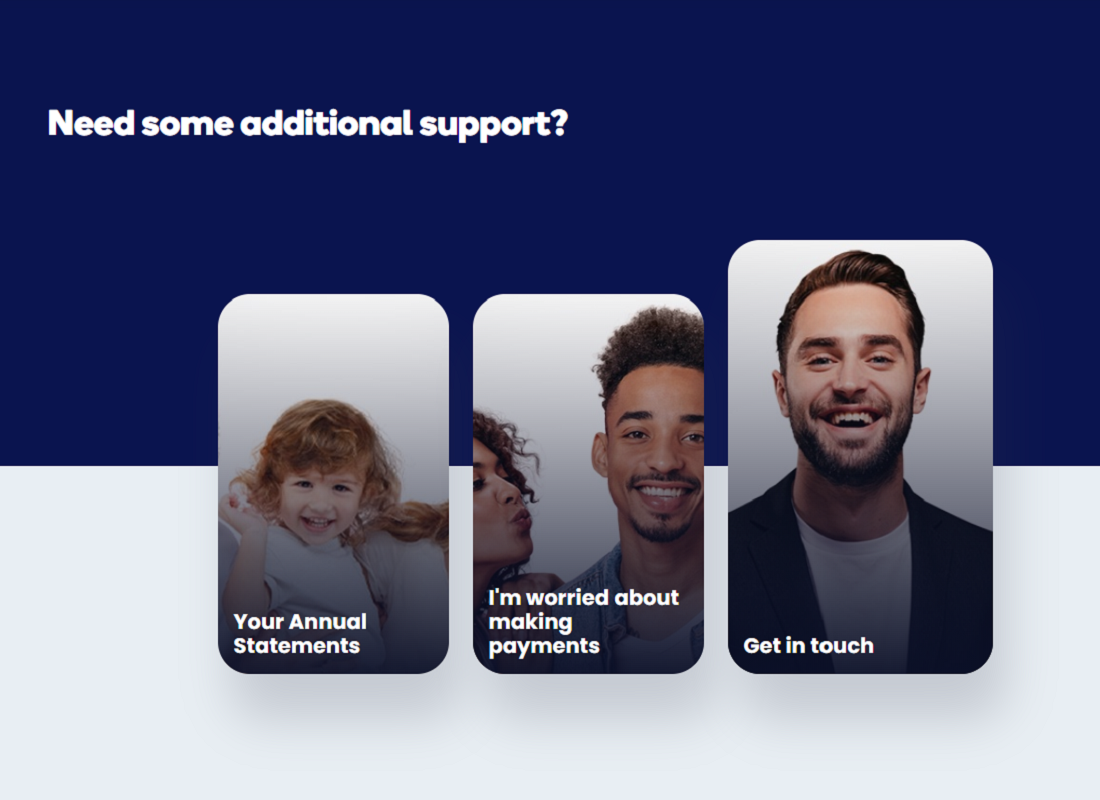 Need some additional support?
Your Annual
Statements
I'm worried about
making
payments
Get in touch